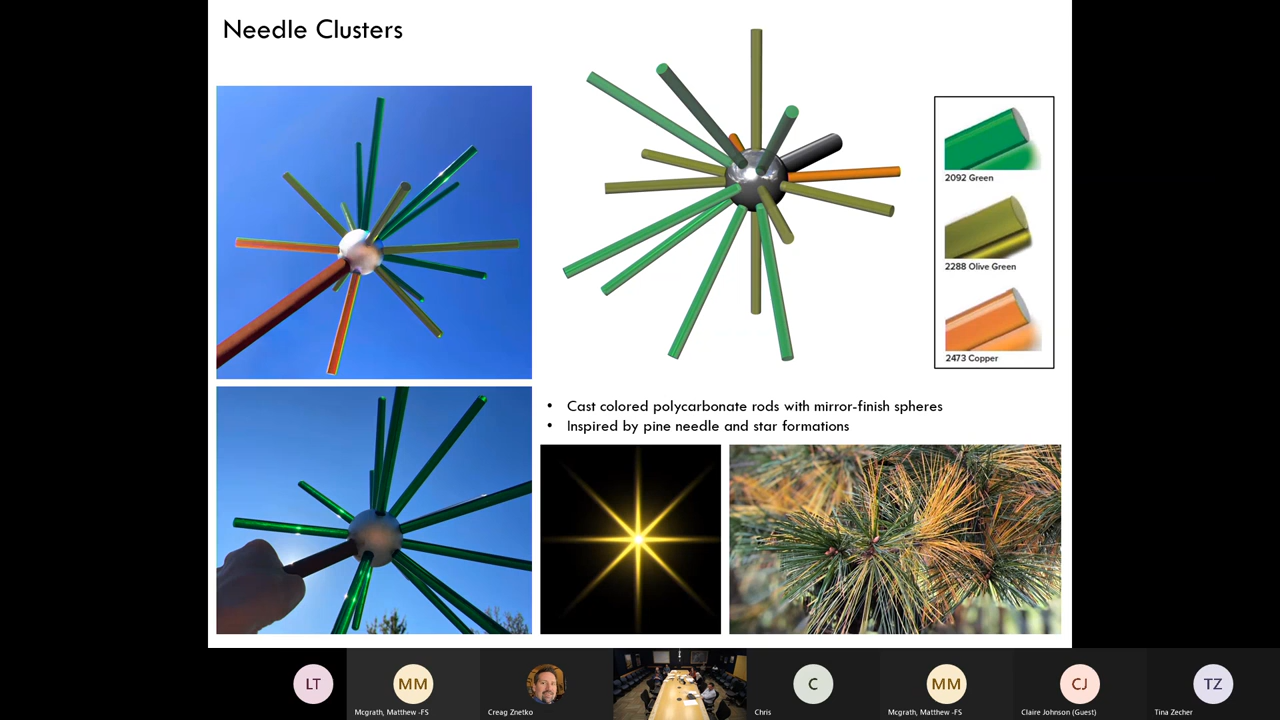 Needle Clusters
2092 Green
2288 Olive Green
2473 Copper
• Cast colored polycarbonate rods with mirror-finish spheres
• Inspired by pine needle and star formations
LT
MM
C
MM
CJ
TZ
Mcgrath, Matthew -FS
Creag Znetko
Chris
Mcgrath, Matthew -FS
Claire Johnson (Guest)
Tina Zecher